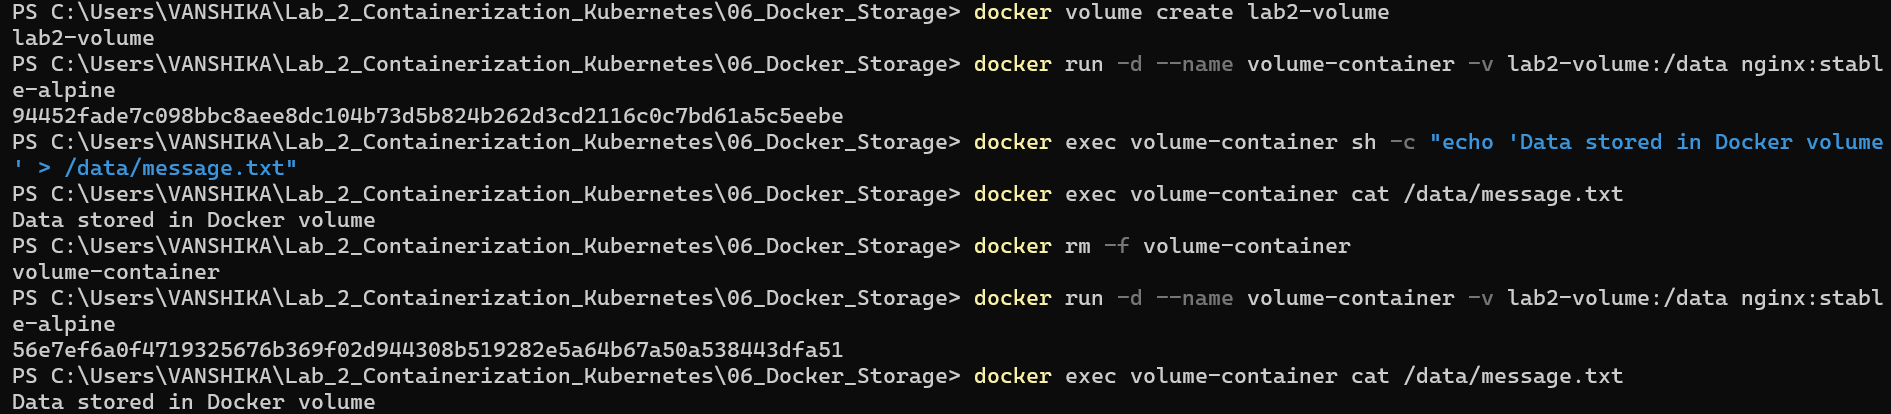 PS C:\Users\VANSHIKA\Lab_2_Containerization_Kubernetes\06_Docker_Storage> docker volume create lab2-volume
lab2-volume
PS C:\Users\VANSHIKA\Lab_2_Containerization_Kubernetes\06_Docker_Storage> docker run -d --name volume-container -v lab2-volume:/data nginx:stabl
e-alpine
94452fade7c098bbc8aee8dc104b73d5b824b262d3cd2116c0c7bd61a5c5eebe
PS C:\Users\VANSHIKA\Lab_2_Containerization_Kubernetes\06_Docker_Storage> docker exec volume-container sh -c "echo 'Data stored in Docker volume
' > /data/message.txt"
PS C:\Users\VANSHIKA\Lab_2_Containerization_Kubernetes\06_Docker_Storage> docker exec volume-container cat /data/message.txt
Data stored in Docker volume
PS C:\Users\VANSHIKA\Lab_2_Containerization_Kubernetes\06_Docker_Storage> docker rm -f volume-container
volume-container
PS C:\Users\VANSHIKA\Lab_2_Containerization_Kubernetes\06_Docker_Storage> docker run -d --name volume-container -v lab2-volume:/data nginx:stabl
e-alpine
56e7ef6a0f4719325676b369f02d944308b519282e5a64b67a50a538443dfa51
PS C:\Users\VANSHIKA\Lab_2_Containerization_Kubernetes\06_Docker_Storage> docker exec volume-container cat /data/message.txt
Data stored in Docker volume